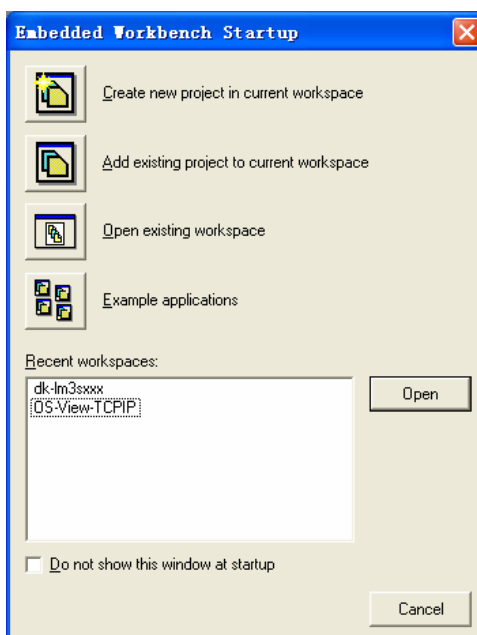 Embedded Workbench Startup
Create new project in current workspace
Add existing project to current workspace
Open existing workspace
Example applications
Recent workspaces:
dk-lm3sxxx
OS-View-TCPIP
Open
Do not show this window at startup
Cancel